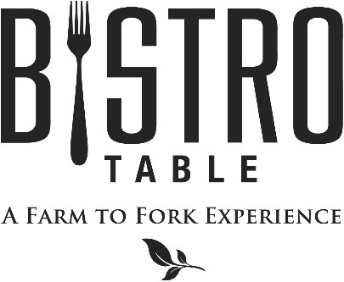 BISTRO
TABLE
A FARM TO FORK EXPERIENCE